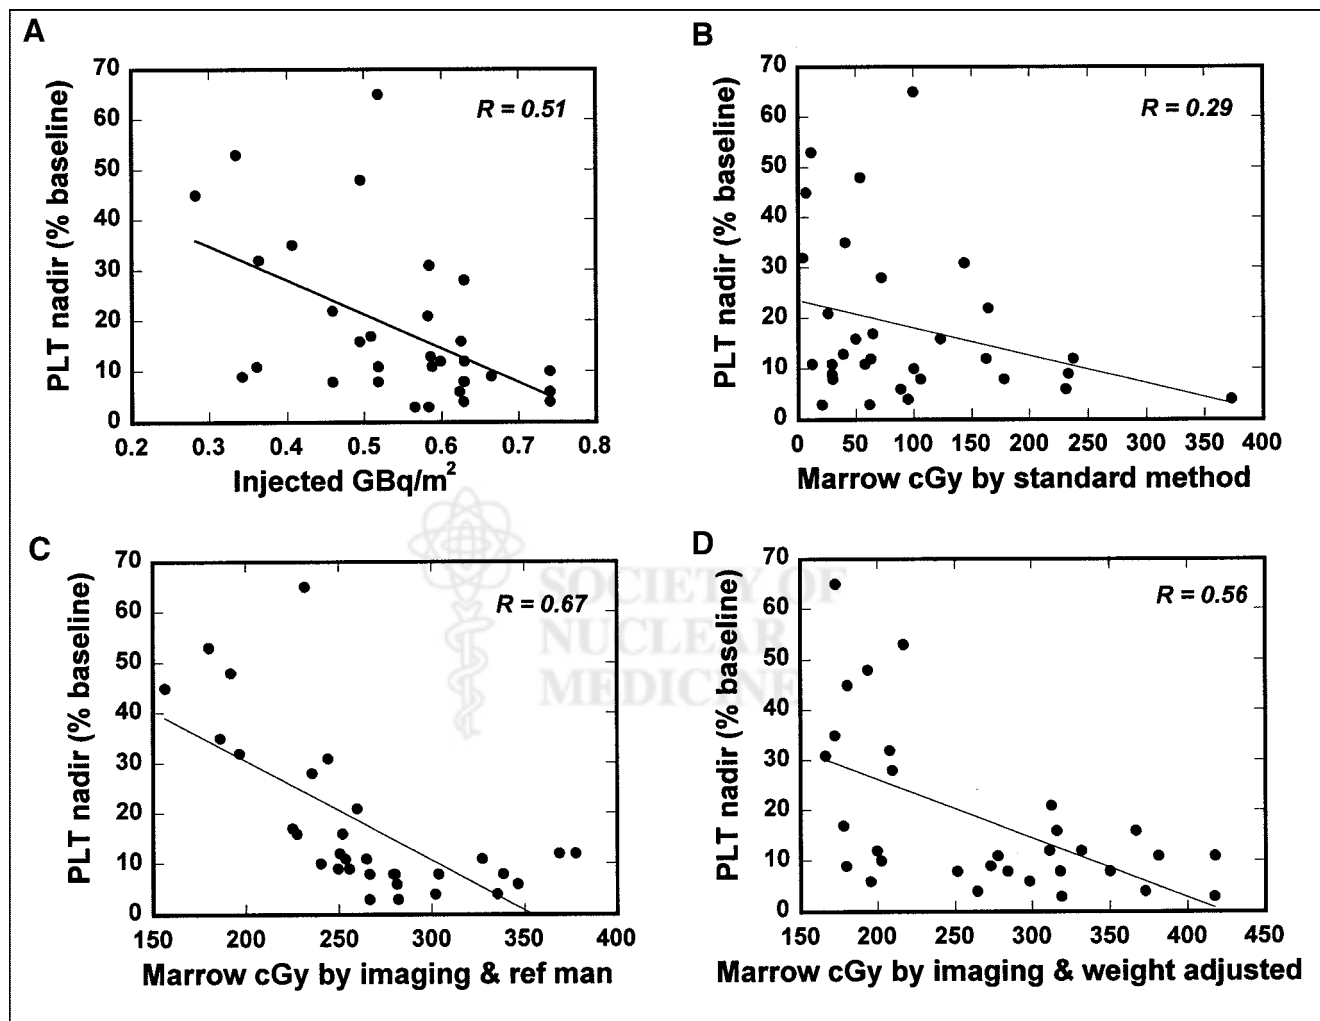 A
PLT nadir (% baseline)
70
60
50
40
30
20
10
0
R = 0.51
0.2 0.3 0.4 0.5 0.6 0.7 0.8
Injected GBq/m²
B
PLT nadir (% baseline)
70
60
50
40
30
20
10
0
R = 0.29
0 50 100 150 200 250 300 350 400
Marrow cGy by standard method
C
PLT nadir (% baseline)
70
60
50
40
30
20
10
0
R = 0.67
150 200 250 300 350 400
Marrow cGy by imaging & ref man
D
PLT nadir (% baseline)
70
60
50
40
30
20
10
0
R = 0.56
150 200 250 300 350 400 450
Marrow cGy by imaging & weight adjusted
SOCIETY OF
NUCLEAR
MEDICINE